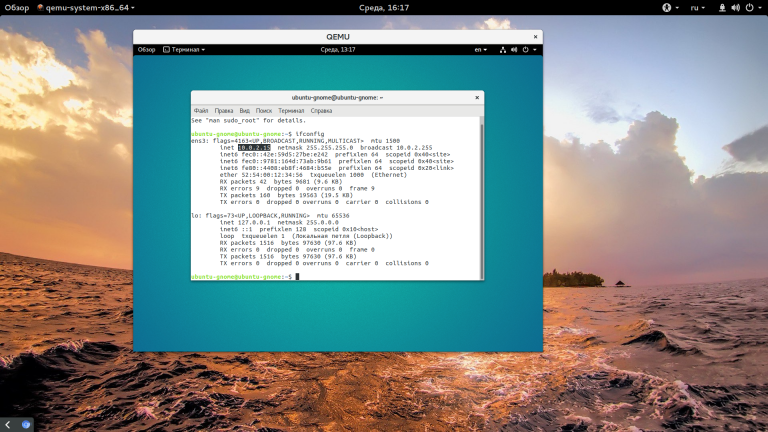 Обзор qemu-system-x86_64 Среда, 16:17 ru
QEMU
Обзор Терминал Среда, 13:17 en
ubuntu-gnome@ubuntu-gnome: ~
Файл Правка Вид Поиск Терминал Справка
See "man sudo_root" for details.
ubuntu-gnome@ubuntu-gnome:~$ ifconfig
ens3: flags=4163<UP,BROADCAST,RUNNING,MULTICAST> mtu 1500
inet 10.0.2.15 netmask 255.255.255.0 broadcast 10.0.2.255
inet6 fec0::42e:59d5:27be:e242 prefixlen 64 scopeid 0x40<site>
inet6 fec0::9781:164d:73ab:9b61 prefixlen 64 scopeid 0x40<site>
inet6 fe80::4400:eb8f:4684:b55e prefixlen 64 scopeid 0x20<link>
ether 52:54:00:12:34:56 txqueuelen 1000 (Ethernet)
RX packets 42 bytes 9681 (9.6 KB)
RX errors 9 dropped 0 overruns 0 frame 9
TX packets 160 bytes 19563 (19.5 KB)
TX errors 0 dropped 0 overruns 0 carrier 0 collisions 0
lo: flags=73<UP,LOOPBACK,RUNNING> mtu 65536
inet 127.0.0.1 netmask 255.0.0.0
inet6 ::1 prefixlen 128 scopeid 0x10<host>
loop txqueuelen 1 (Локальная петля (Loopback))
RX packets 1516 bytes 97630 (97.6 KB)
RX errors 0 dropped 0 overruns 0 frame 0
TX packets 1516 bytes 97630 (97.6 KB)
TX errors 0 dropped 0 overruns 0 carrier 0 collisions 0
ubuntu-gnome@ubuntu-gnome:~$